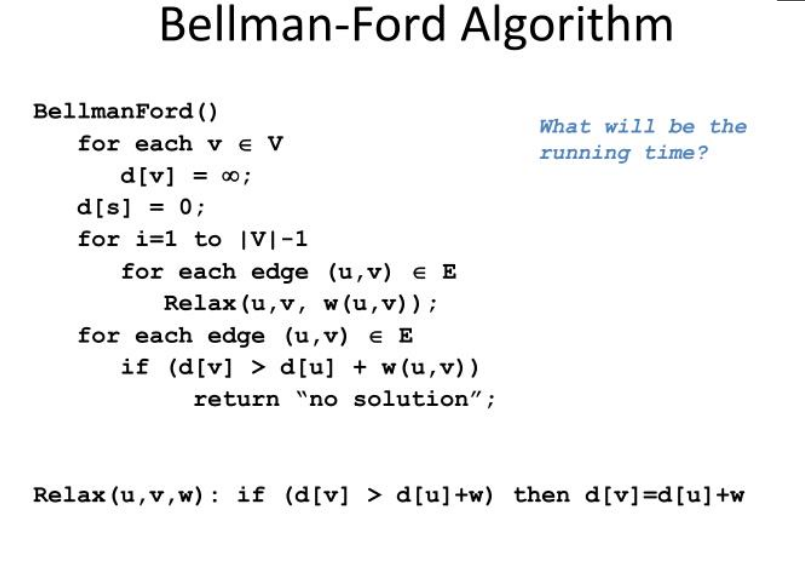 Bellman-Ford Algorithm
BellmanFord()
for each v ∈ V
d[v] = ∞;
d[s] = 0;
for i=1 to |V|-1
for each edge (u,v) ∈ E
Relax(u,v, w(u,v));
for each edge (u,v) ∈ E
if (d[v] > d[u] + w(u,v))
return “no solution”;
What will be the
running time?
Relax(u,v,w): if (d[v] > d[u]+w) then d[v]=d[u]+w